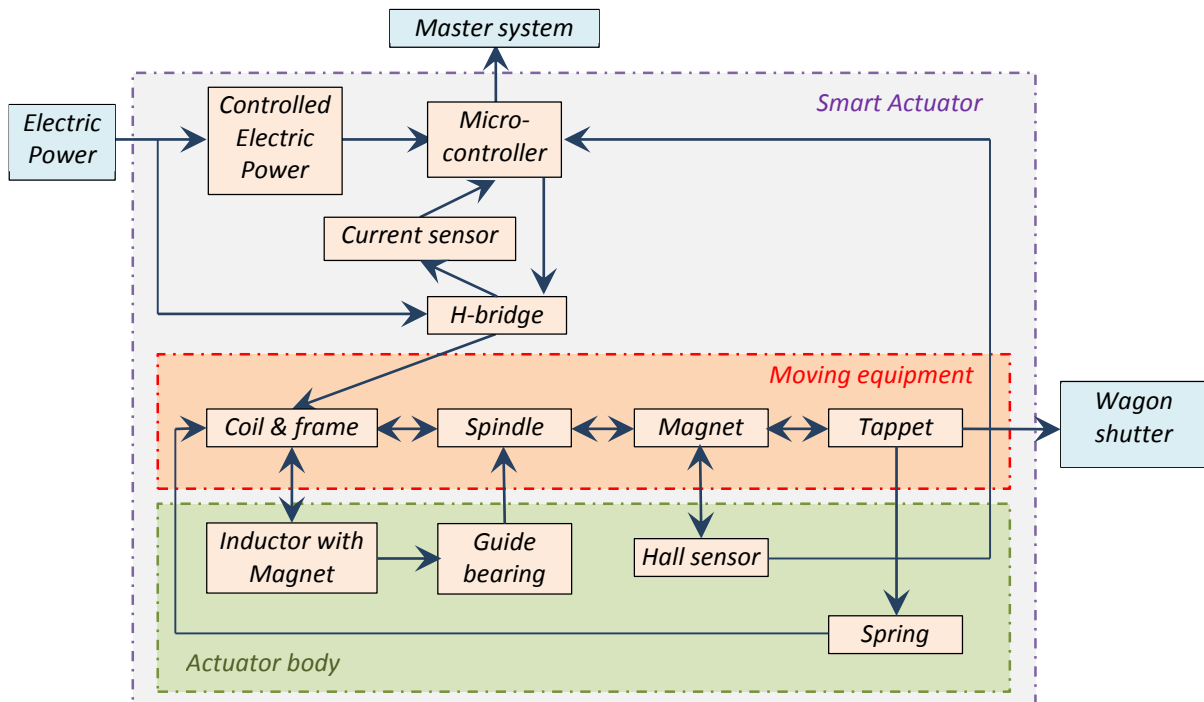 Master system
Smart Actuator
Electric
Power
Controlled
Electric
Power
Micro-
controller
Current sensor
H-bridge
Moving equipment
Coil & frame
Spindle
Magnet
Tappet
Wagon
shutter
Inductor with
Magnet
Guide
bearing
Hall sensor
Spring
Actuator body